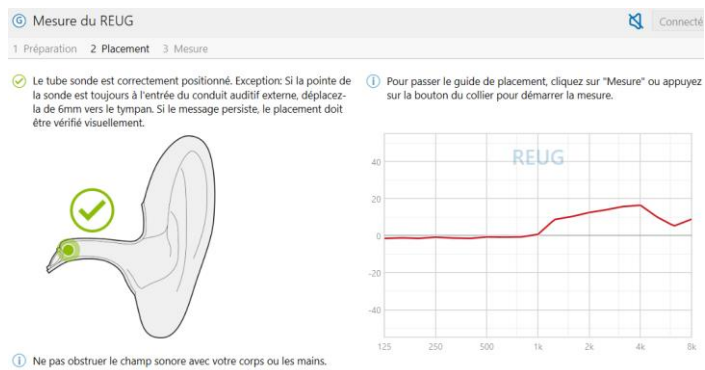 G Mesure du REUG
Connecté
1 Préparation 2 Placement 3 Mesure
Le tube sonde est correctement positionné. Exception: Si la pointe de
la sonde est toujours à l'entrée du conduit auditif externe, déplacez-
la de 6mm vers le tympan. Si le message persiste, le placement doit
être vérifié visuellement.
i Pour passer le guide de placement, cliquez sur "Mesure" ou appuyez
sur la bouton du collier pour démarrer la mesure.
REUG
40
20
0
-20
-40
125 250 500 1k 2k 4k 8k
i Ne pas obstruer le champ sonore avec votre corps ou les mains.